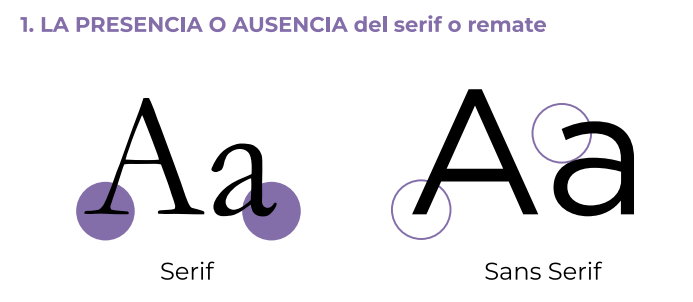 1. LA PRESENCIA O AUSENCIA del serif o remate
Aa Aa
Serif Sans Serif